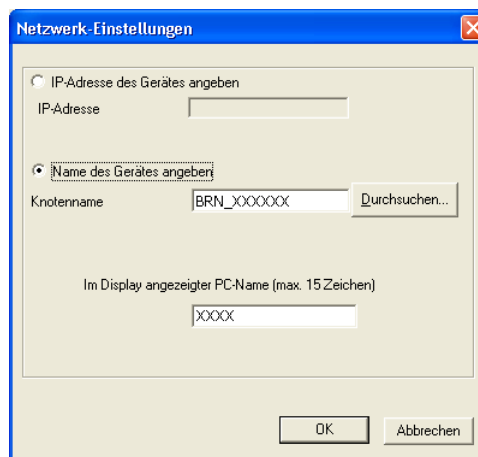 Netzwerk-Einstellungen
IP-Adresse des Gerätes angeben
IP-Adresse
Name des Gerätes angeben
Knotenname BRN_XXXXXX Durchsuchen...
Im Display angezeigter PC-Name (max. 15 Zeichen)
XXXX
OK Abbrechen